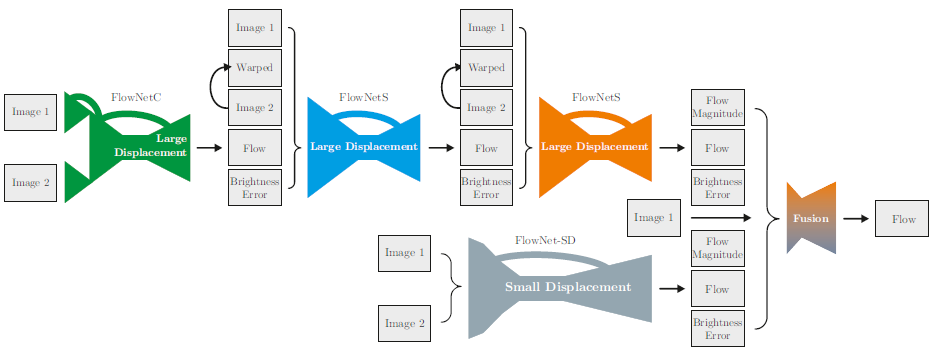 Image 1
Image 2
FlowNetC
Large
Displacement
Image 1
Warped
Image 2
Flow
Brightness
Error
FlowNetS
Large Displacement
Image 1
Warped
Image 2
Flow
Brightness
Error
FlowNetS
Large Displacement
Flow
Magnitude
Flow
Brightness
Error
Image 1
Image 1
Image 2
FlowNet-SD
Small Displacement
Flow
Magnitude
Flow
Brightness
Error
Fusion
Flow